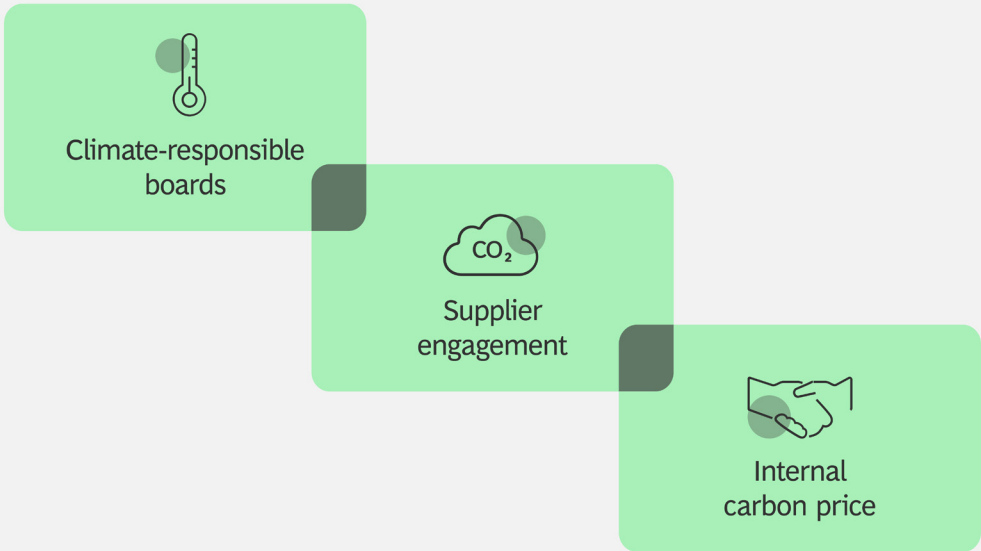 Climate-responsible
boards
CO₂
Supplier
engagement
Internal
carbon price